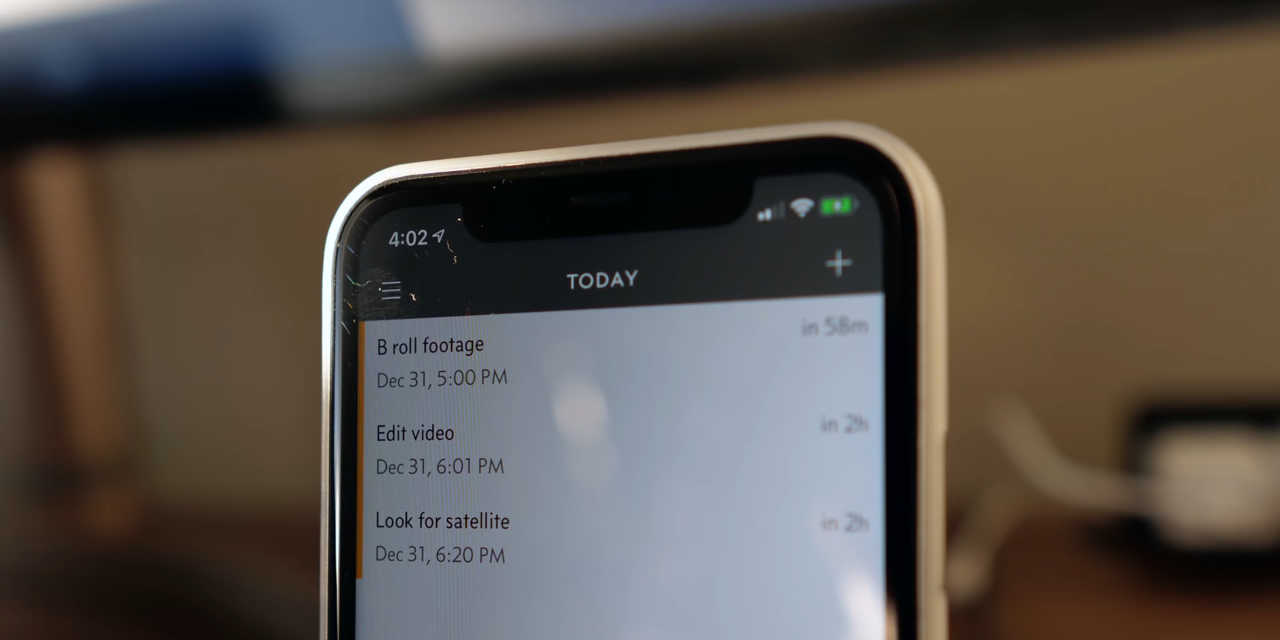 4:02
TODAY
B roll footage
in 58m
Dec 31, 5:00 PM
Edit video
in 2h
Dec 31, 6:01 PM
Look for satellite
in 2h
Dec 31, 6:20 PM